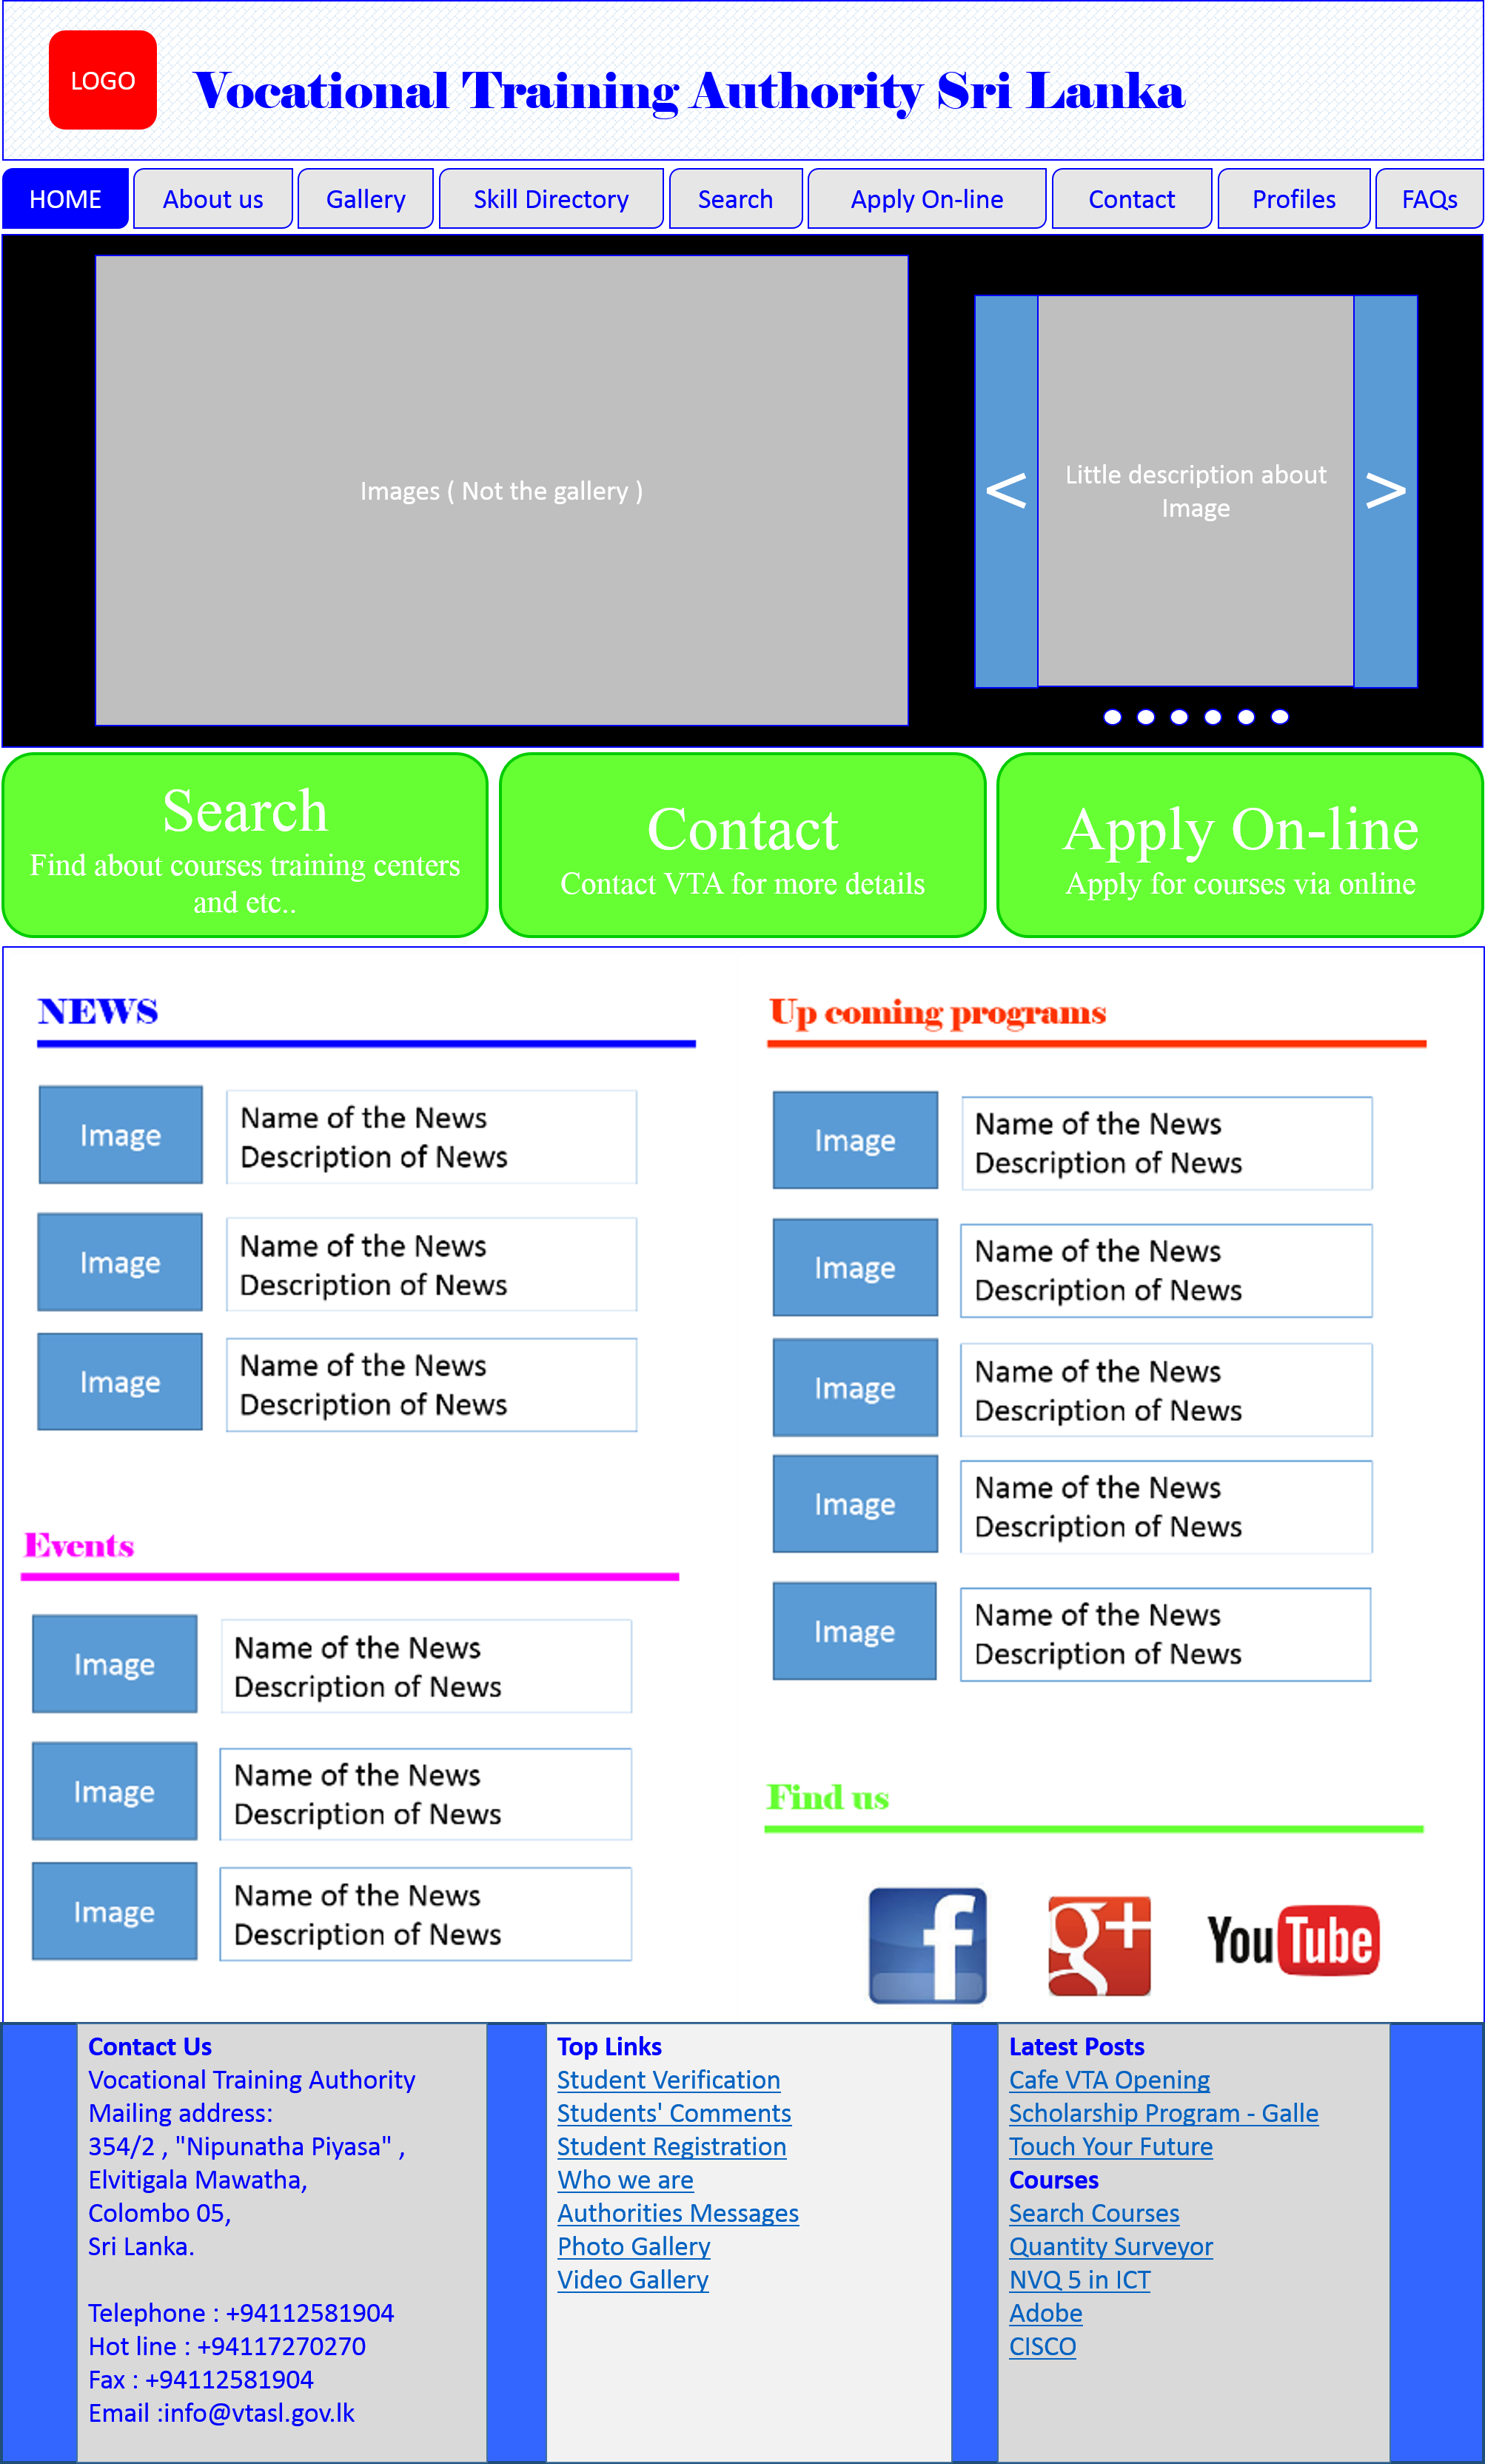 LOGO
Vocational Training Authority Sri Lanka
HOME
About us
Gallery
Skill Directory
Search
Apply On-line
Contact
Profiles
FAQs
Images ( Not the gallery )
<
Little description about
Image
>
Search
Find about courses training centers
and etc..
Contact
Contact VTA for more details
Apply On-line
Apply for courses via online
NEWS
Image
Name of the News
Description of News
Image
Name of the News
Description of News
Image
Name of the News
Description of News
Events
Image
Name of the News
Description of News
Image
Name of the News
Description of News
Image
Name of the News
Description of News
Up coming programs
Image
Name of the News
Description of News
Image
Name of the News
Description of News
Image
Name of the News
Description of News
Image
Name of the News
Description of News
Image
Name of the News
Description of News
Find us
f
g+
YouTube
Contact Us
Vocational Training Authority
Mailing address:
354/2 , "Nipunatha Piyasa" ,
Elvitigala Mawatha,
Colombo 05,
Sri Lanka.
Telephone : +94112581904
Hot line : +94117270270
Fax : +94112581904
Email :info@vtasl.gov.lk
Top Links
Student Verification
Students' Comments
Student Registration
Who we are
Authorities Messages
Photo Gallery
Video Gallery
Latest Posts
Cafe VTA Opening
Scholarship Program - Galle
Touch Your Future
Courses
Search Courses
Quantity Surveyor
NVQ 5 in ICT
Adobe
CISCO